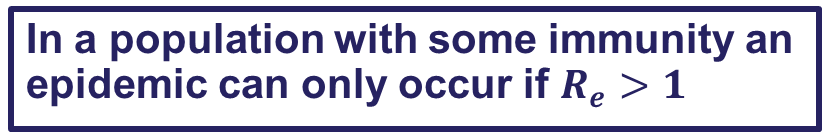 In a population with some immunity an
epidemic can only occur if Rₑ > 1